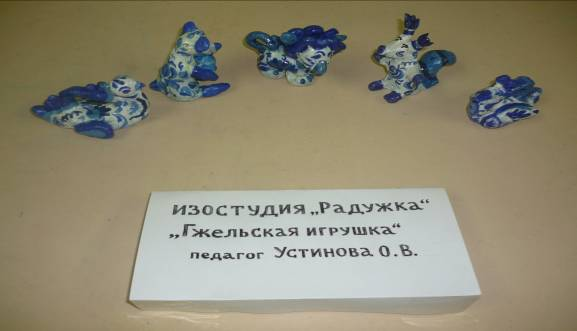 ИЗОСТУДИЯ „Радужка“
„Гжельская игрушка“
педагог Устинова О.В.